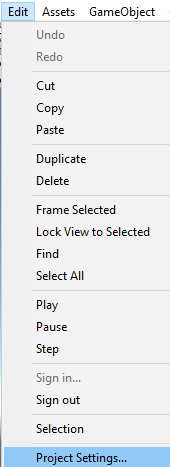 Edit Assets GameObject
Undo
Redo
Cut
Copy
Paste
Duplicate
Delete
Frame Selected
Lock View to Selected
Find
Select All
Play
Pause
Step
Sign in...
Sign out
Selection
Project Settings...